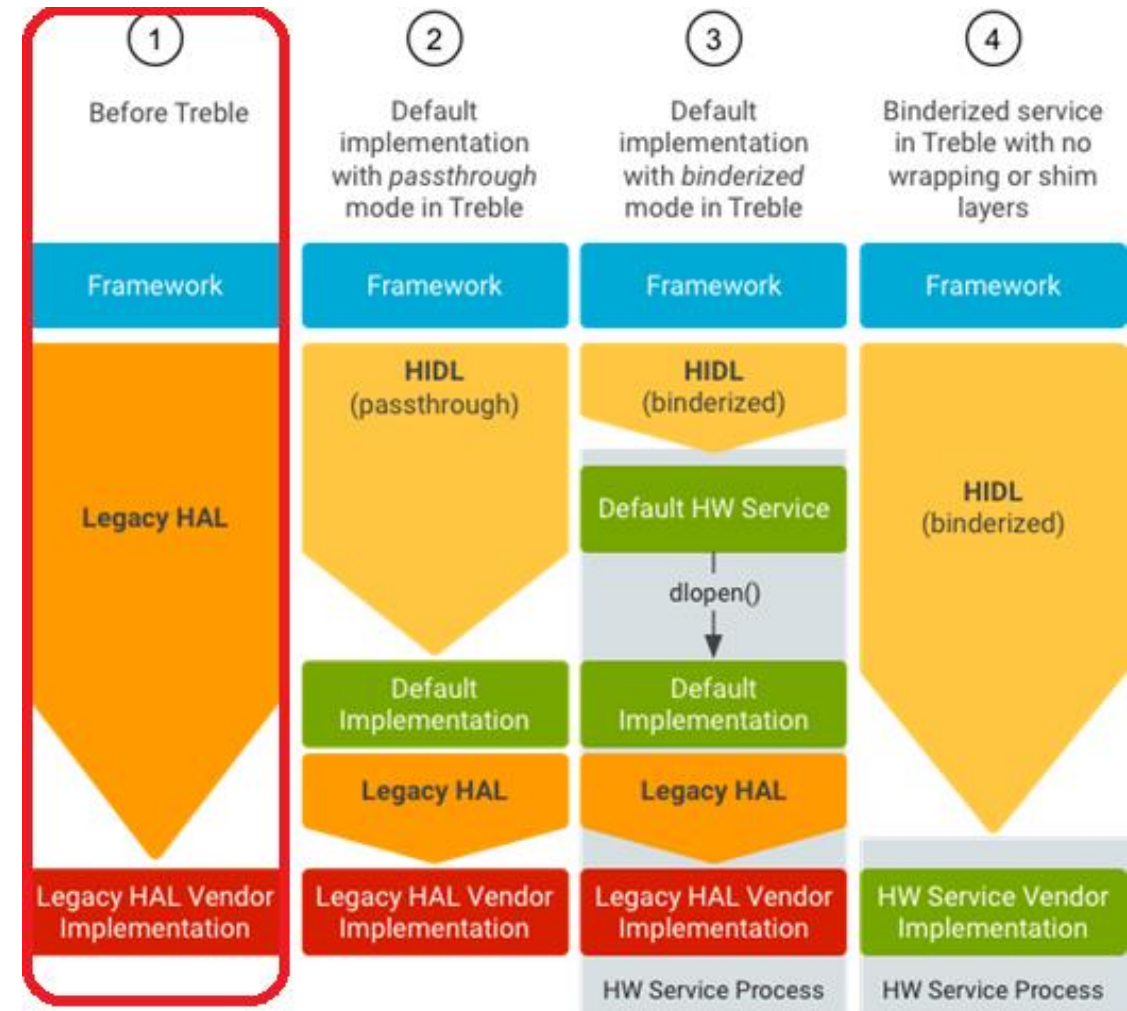 1
Before Treble
Framework
Legacy HAL
Legacy HAL Vendor
Implementation
2
Default
implementation
with passthrough
mode in Treble
Framework
HIDL
(passthrough)
Default
Implementation
Legacy HAL
Legacy HAL Vendor
Implementation
3
Default
implementation
with binderized
mode in Treble
Framework
HIDL
(binderized)
Default HW Service
dlopen()
Default
Implementation
Legacy HAL
Legacy HAL Vendor
Implementation
HW Service Process
4
Binderized service
in Treble with no
wrapping or shim
layers
Framework
HIDL
(binderized)
HW Service Vendor
Implementation
HW Service Process